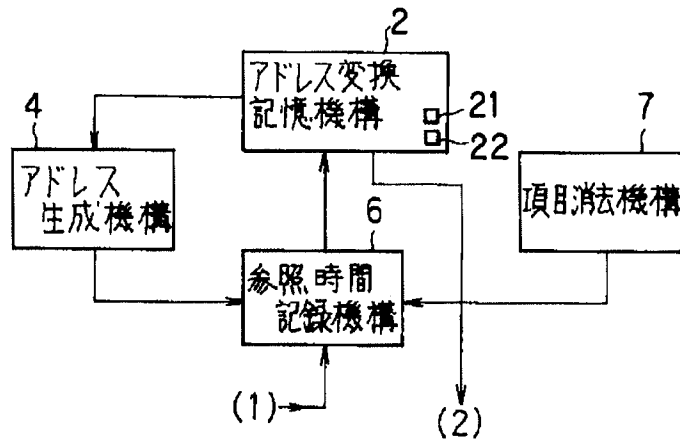 2
アドレス変換
記憶機構
21
22
4
アドレス
生成機構
7
項目消去機構
6
参照時間
記録機構
(1)
(2)